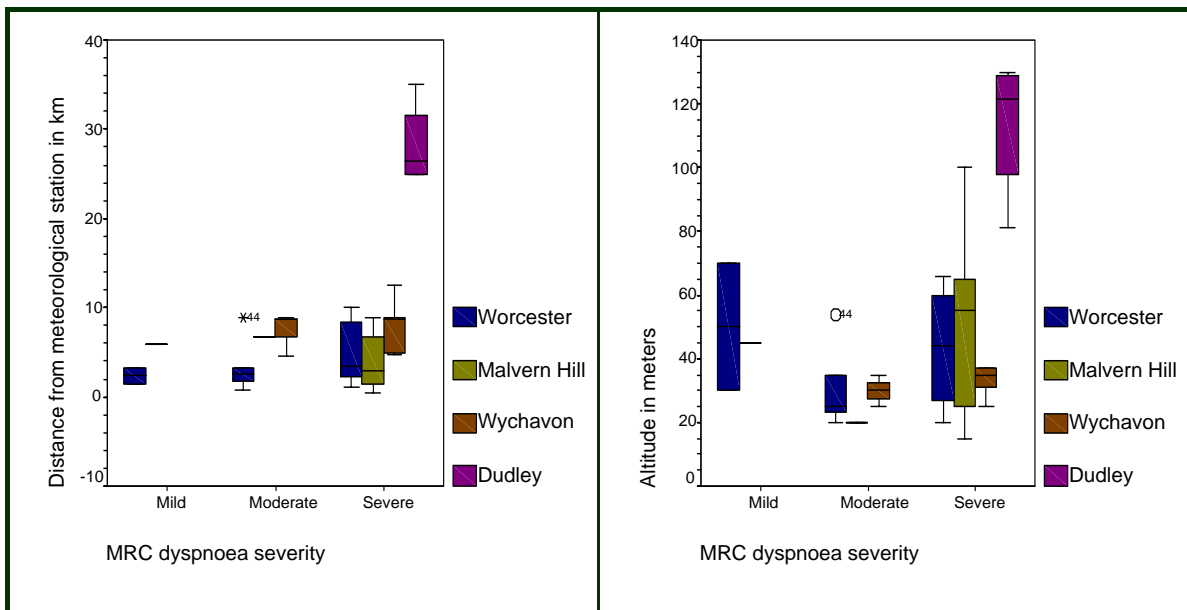 Distance from meteorological station in km
40
30
20
10
0
-10
44
Mild
Moderate
Severe
MRC dyspnoea severity
Worcester
Malvern Hill
Wychavon
Dudley
Altitude in meters
140
120
100
80
60
40
20
0
44
Mild
Moderate
Severe
MRC dyspnoea severity
Worcester
Malvern Hill
Wychavon
Dudley